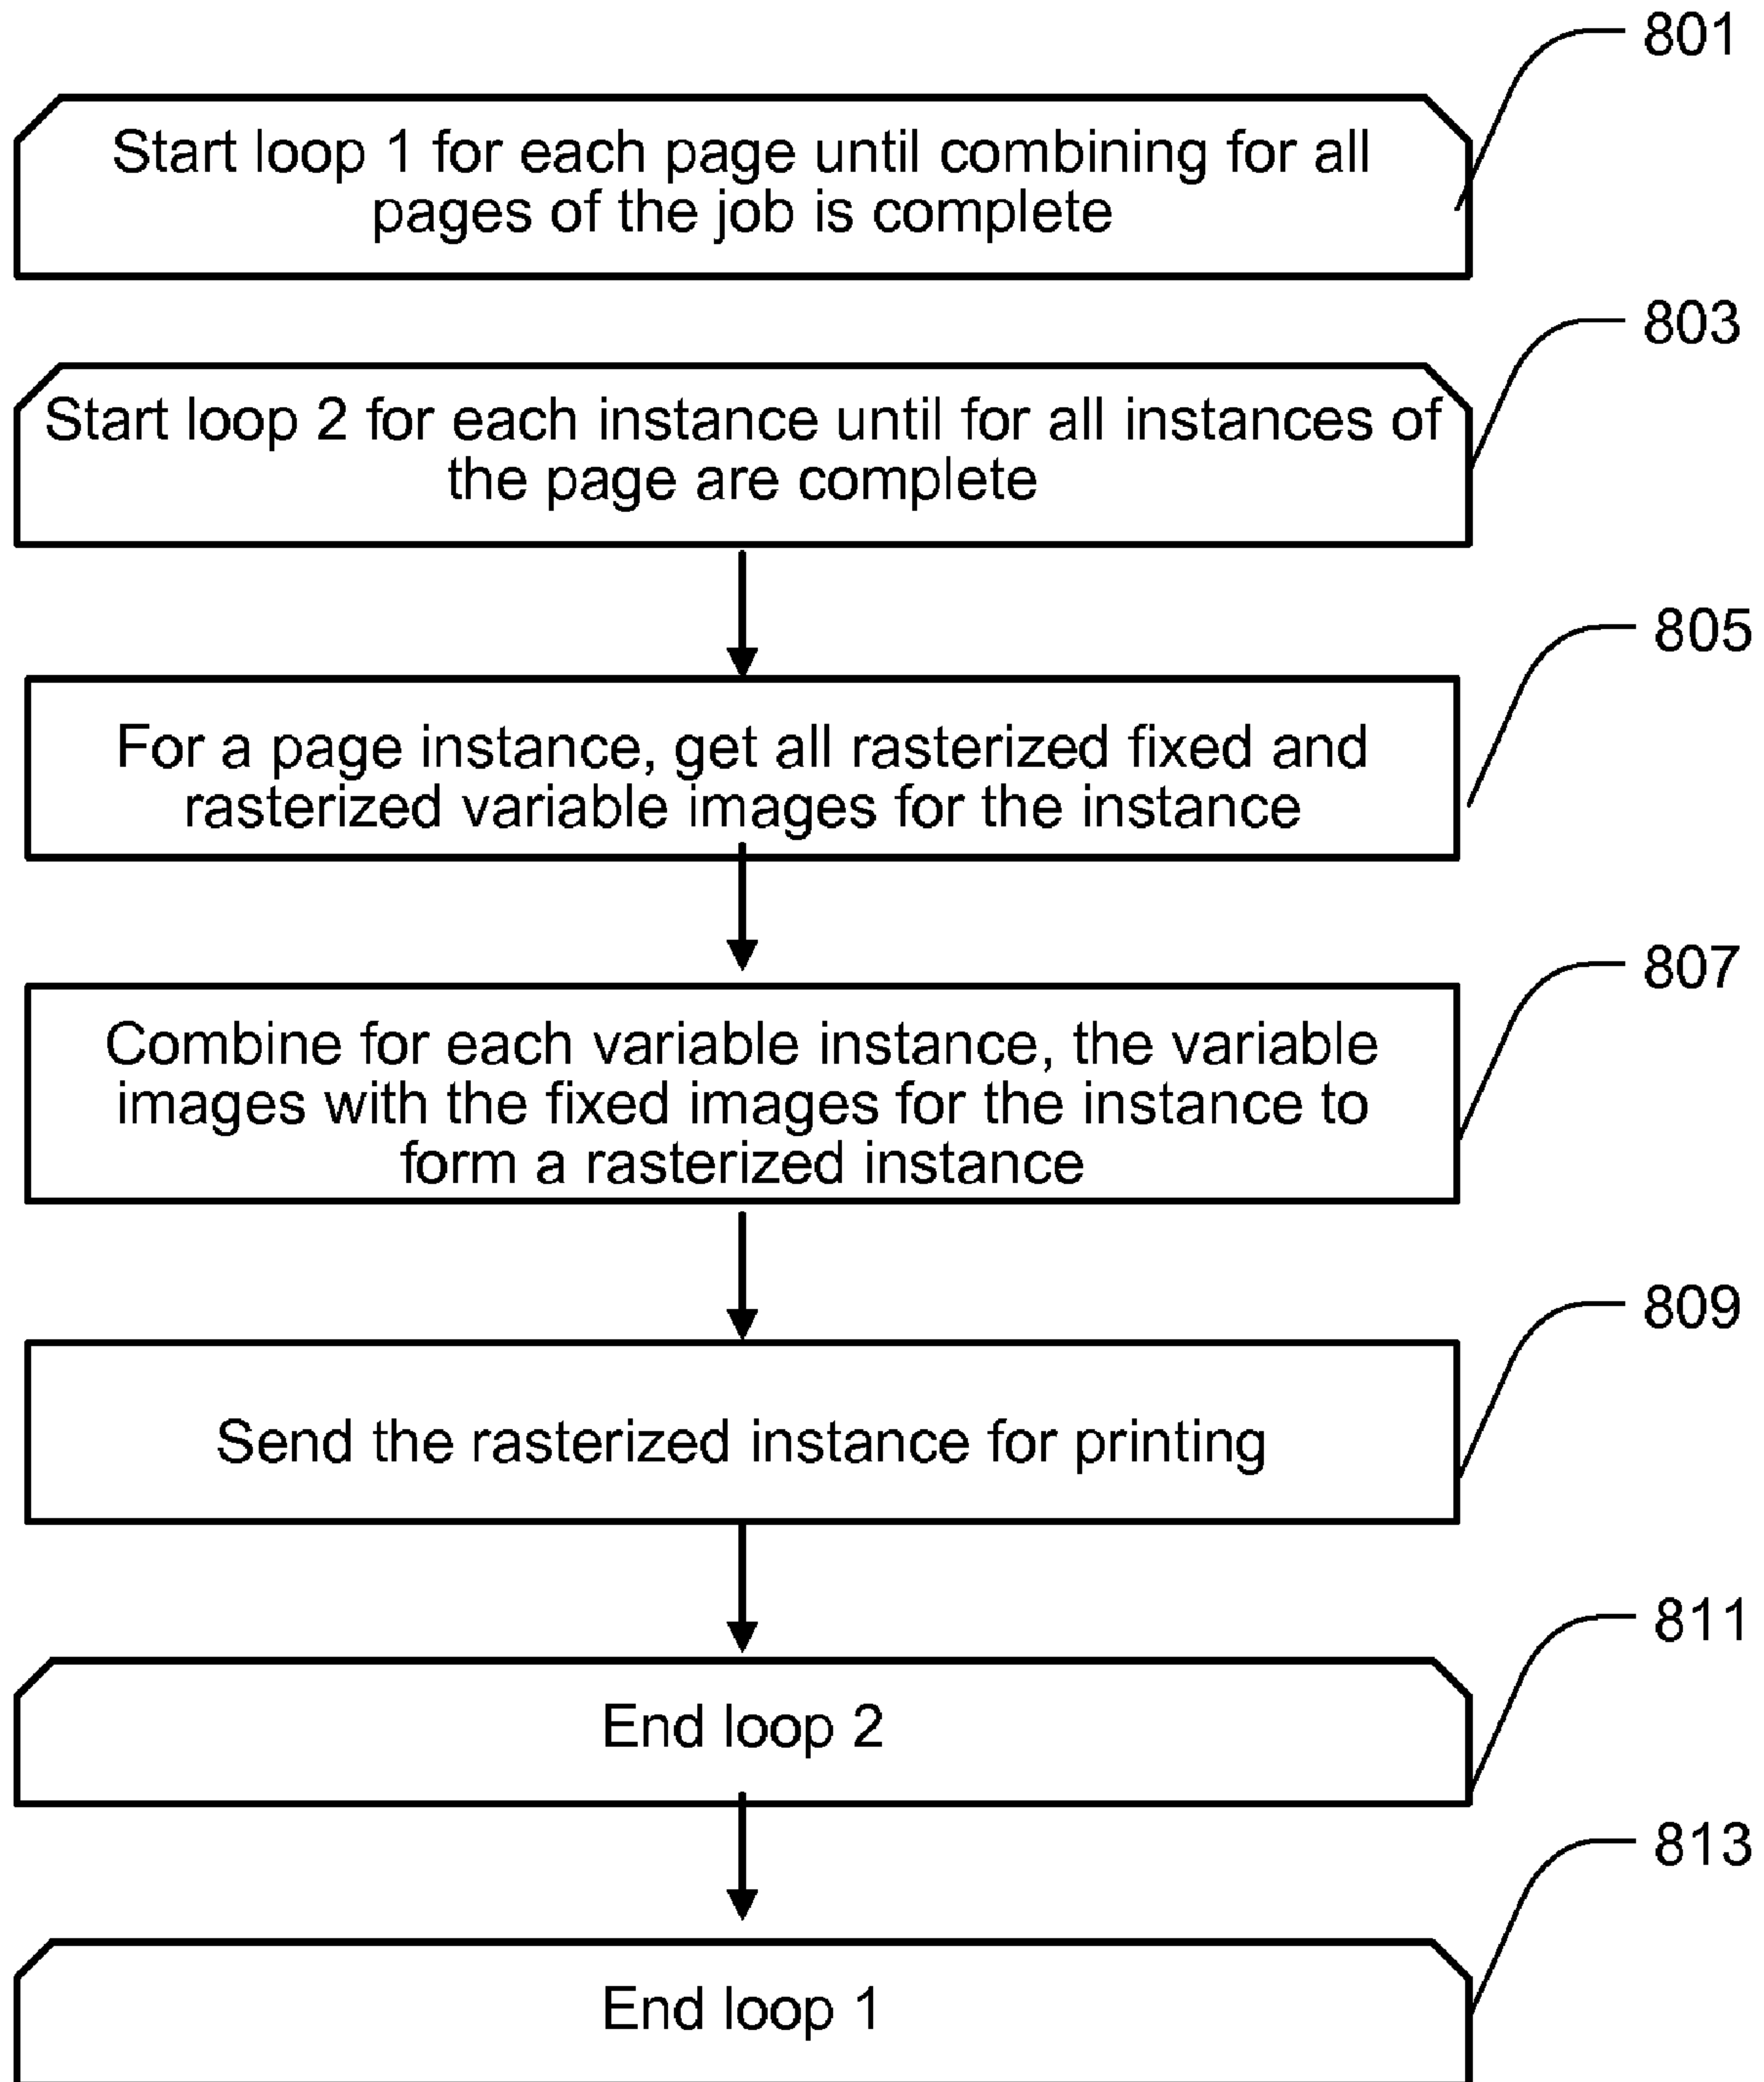 801
Start loop 1 for each page until combining for all
pages of the job is complete
803
Start loop 2 for each instance until for all instances of
the page are complete
805
For a page instance, get all rasterized fixed and
rasterized variable images for the instance
807
Combine for each variable instance, the variable
images with the fixed images for the instance to
form a rasterized instance
809
Send the rasterized instance for printing
811
End loop 2
813
End loop 1